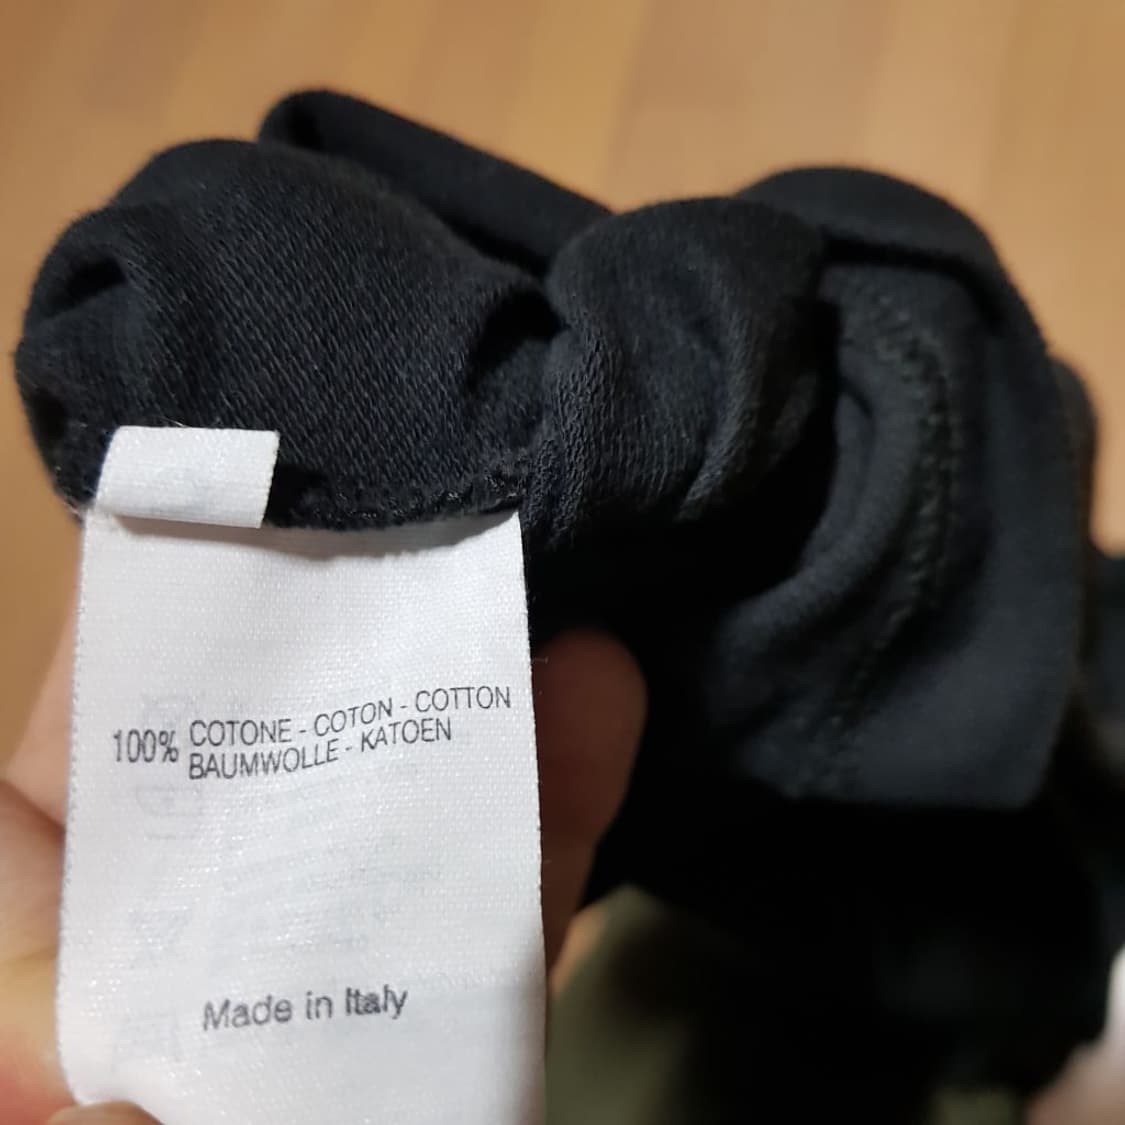 100% COTONE - COTON - COTTON
BAUMWOLLE - KATOEN
Made in Italy